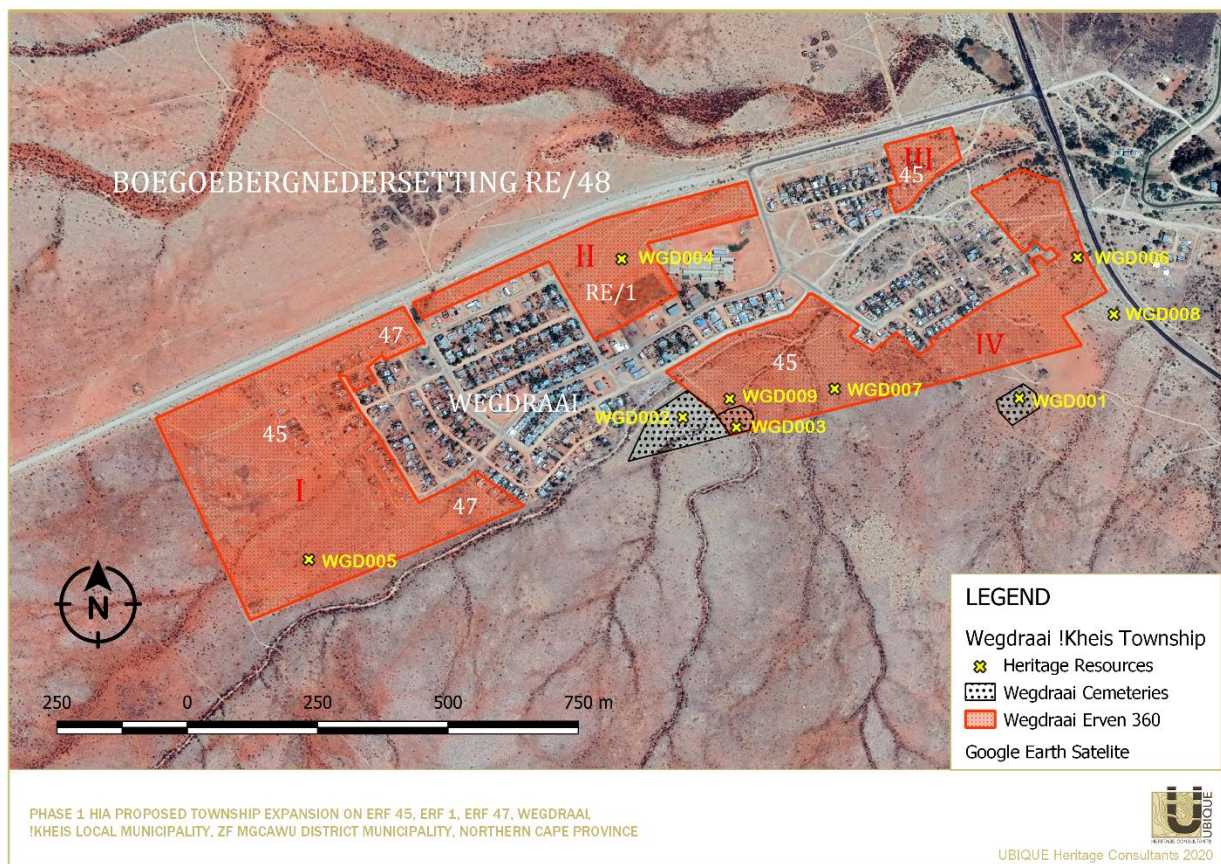 BOEGOEBERGNEDERSETTING RE/48
III
45
II
WGD004
RE/1
WGD006
WGD008
47
IV
45
WGD007
WGD009
WGD001
WEGDRAAI
WGD002
WGD003
45
I
47
WGD005
N
250 0 250 500 750 m
LEGEND
Wegdraai !Kheis Township
Heritage Resources
Wegdraai Cemeteries
Wegdraai Erven 360
Google Earth Satelite
PHASE 1 HIA PROPOSED TOWNSHIP EXPANSION ON ERF 45, ERF 1, ERF 47, WEGDRAAI,
!KHEIS LOCAL MUNICIPALITY, ZF MGCAWU DISTRICT MUNICIPALITY, NORTHERN CAPE PROVINCE
UBIQUE
HERITAGE CONSULTANTS
UBIQUE Heritage Consultants 2020